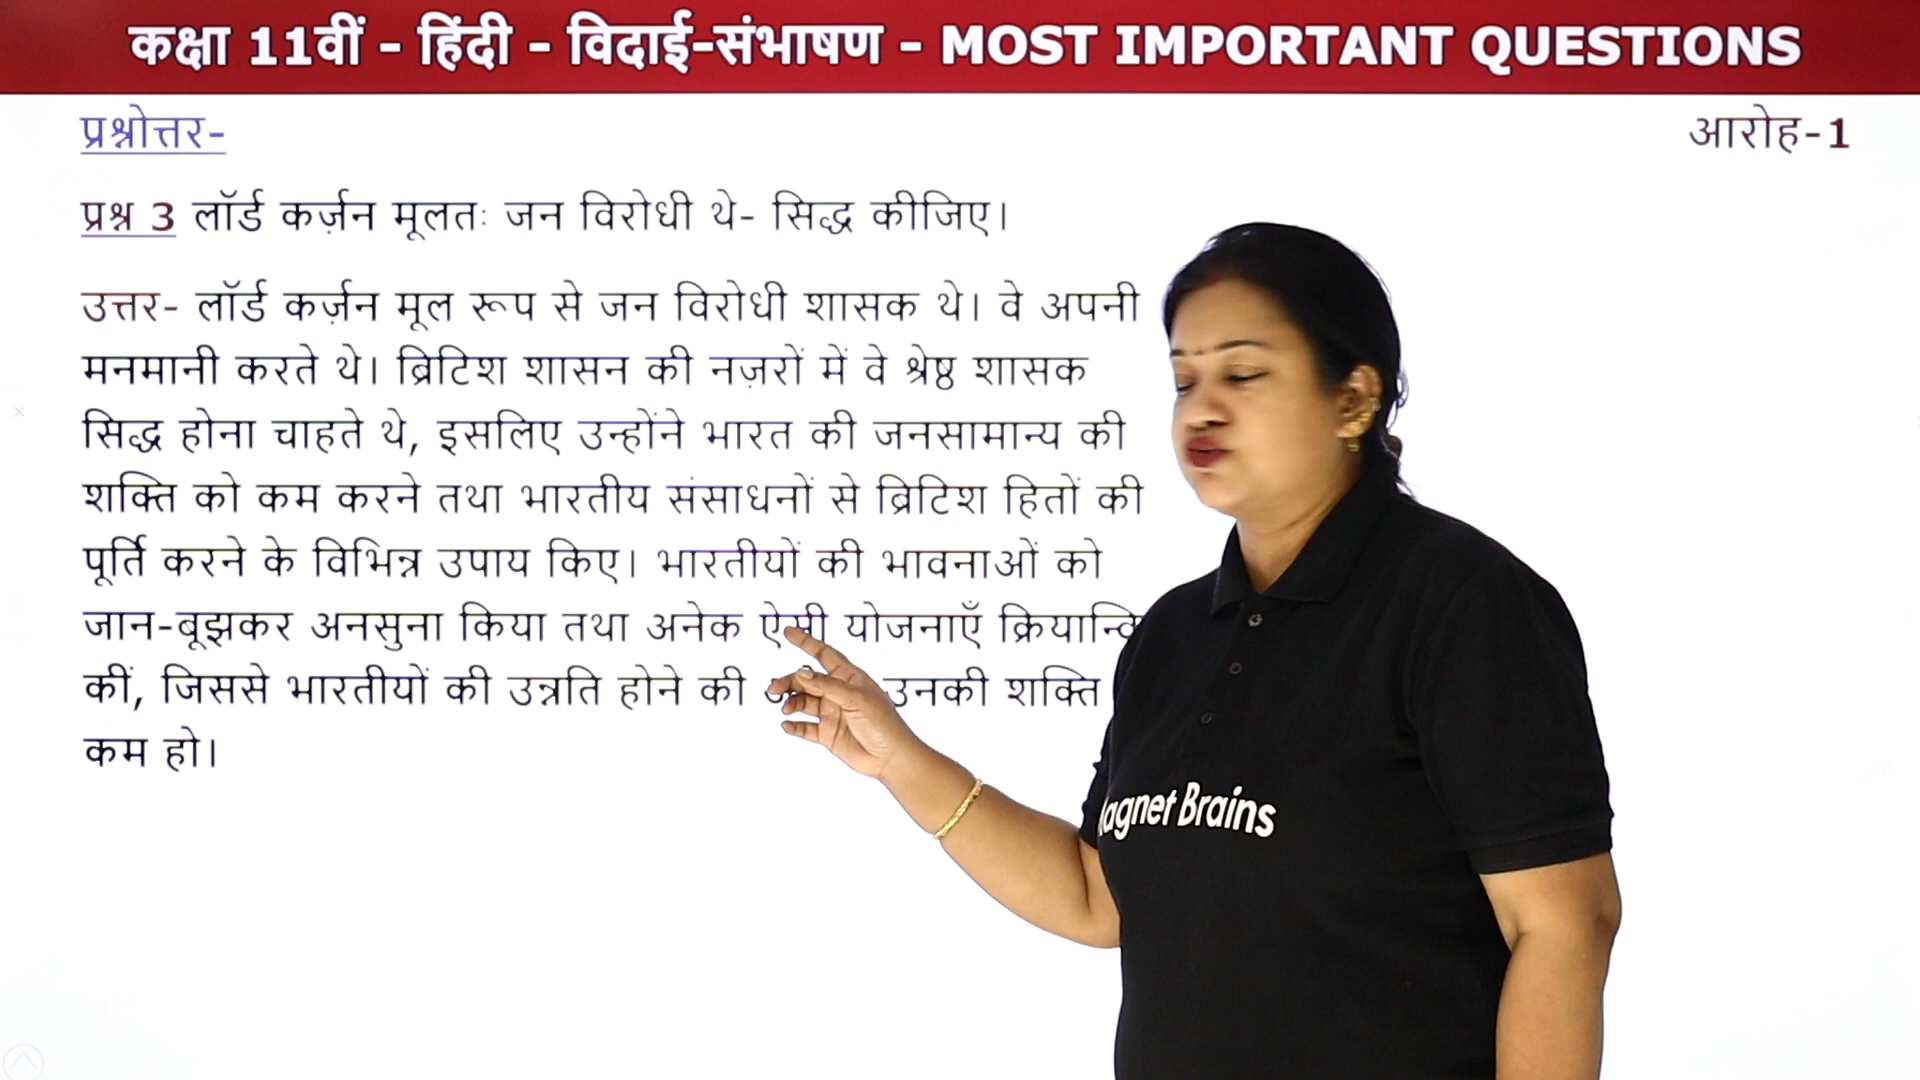 कक्षा 11वीं - हिंदी - विदाई-संभाषण - MOST IMPORTANT QUESTIONS
प्रश्नोत्तर-
आरोह-1
प्रश्न 3 लॉर्ड कर्ज़न मूलतः जन विरोधी थे- सिद्ध कीजिए।
उत्तर- लॉर्ड कर्ज़न मूल रूप से जन विरोधी शासक थे। वे अपनी
मनमानी करते थे। ब्रिटिश शासन की नज़रों में वे श्रेष्ठ शासक
सिद्ध होना चाहते थे, इसलिए उन्होंने भारत की जनसामान्य की
शक्ति को कम करने तथा भारतीय संसाधनों से ब्रिटिश हितों की
पूर्ति करने के विभिन्न उपाय किए। भारतीयों की भावनाओं को
जान-बूझकर अनसुना किया तथा अनेक ऐसी योजनाएँ
कीं, जिससे भारतीयों की उन्नति होने की उनकी शक्ति
कम हो।
agnet Brains